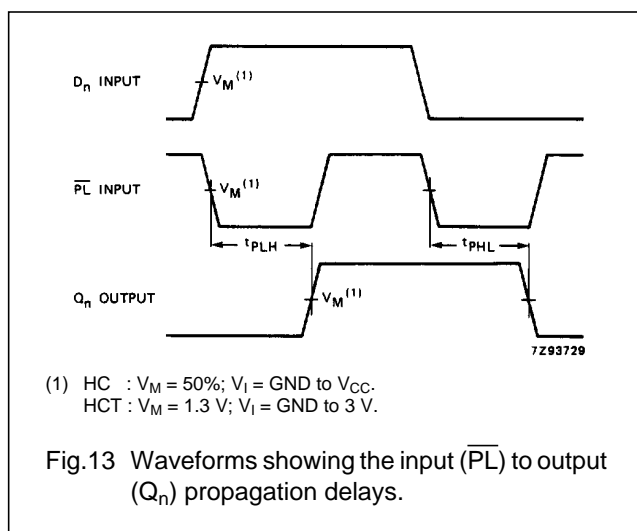 Dn INPUT
VM(1)
PL INPUT
VM(1)
tPLH
tPHL
Qn OUTPUT
VM(1)
7Z93729
(1) HC : VM = 50%; VI = GND to VCC.
HCT : VM = 1.3 V; VI = GND to 3 V.
Fig.13 Waveforms showing the input (PL) to output
(Qn) propagation delays.